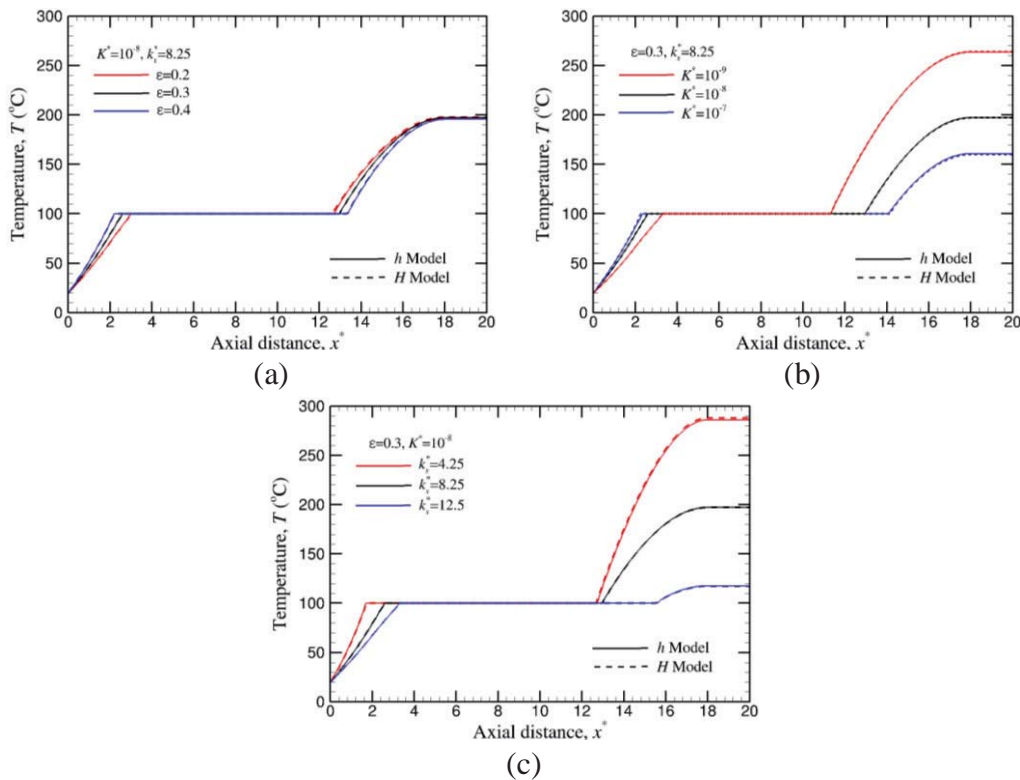 300
250
200
150
100
50
0
Temperature, T (°C)
K*=10⁻⁸, kₛ*=8.25
ε=0.2
ε=0.3
ε=0.4
h Model
H Model
0 2 4 6 8 10 12 14 16 18 20
Axial distance, x*
(a)
300
250
200
150
100
50
0
Temperature, T (°C)
ε=0.3, kₛ*=8.25
K*=10⁻⁹
K*=10⁻⁸
K*=10⁻⁷
h Model
H Model
0 2 4 6 8 10 12 14 16 18 20
Axial distance, x*
(b)
300
250
200
150
100
50
0
Temperature, T (°C)
ε=0.3, K*=10⁻⁸
kₛ*=4.25
kₛ*=8.25
kₛ*=12.5
h Model
H Model
0 2 4 6 8 10 12 14 16 18 20
Axial distance, x*
(c)